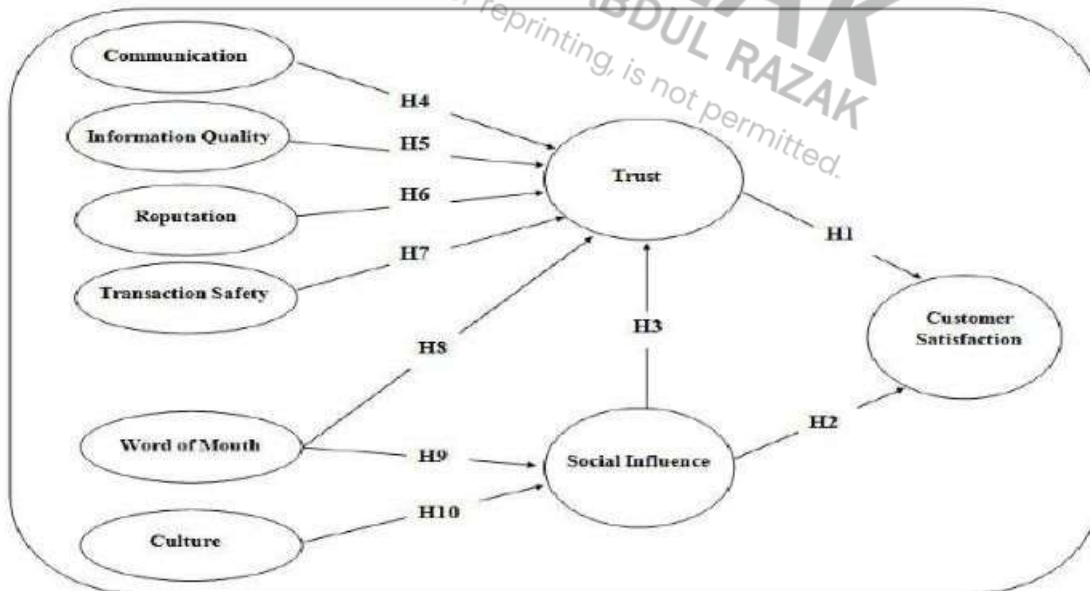 ABDUL RAZAK
reprinting, is not permitted.
Communication
H4
Information Quality
H5
Trust
Reputation
H6
H7
H1
Transaction Safety
Customer
Satisfaction
H3
H8
H2
Word of Mouth
H9
Social Influence
H10
Culture